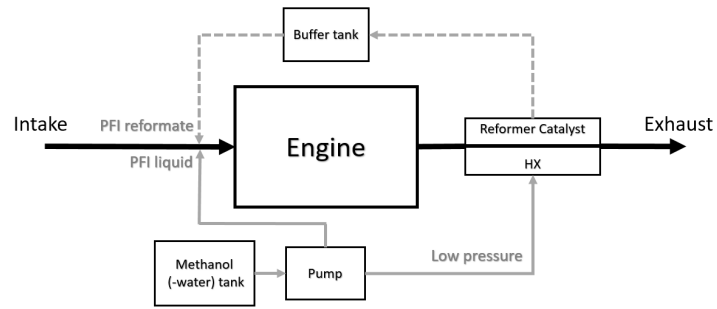 Buffer tank
Intake
PFI reformate
PFI liquid
Engine
Reformer Catalyst
HX
Exhaust
Methanol
(-water) tank
Pump
Low pressure